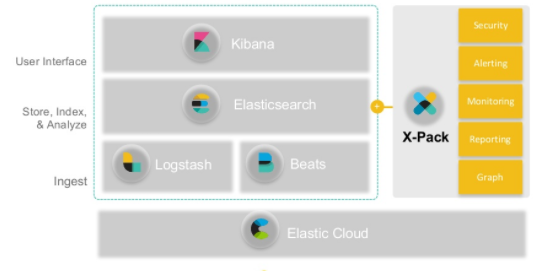 Kibana
User Interface
Elasticsearch
Store, Index,
& Analyze
Logstash
Beats
Ingest
Elastic Cloud
+
X-Pack
Security
Alerting
Monitoring
Reporting
Graph